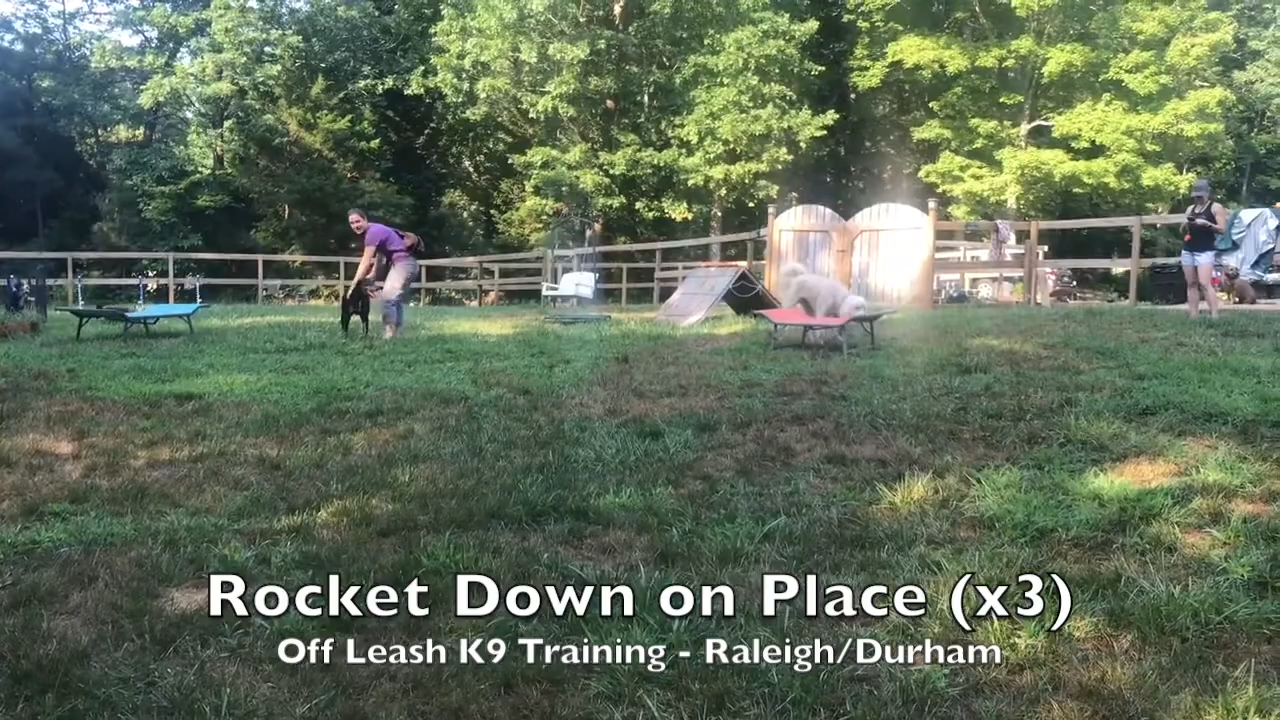 Rocket Down on Place (x3)
Off Leash K9 Training - Raleigh/Durham